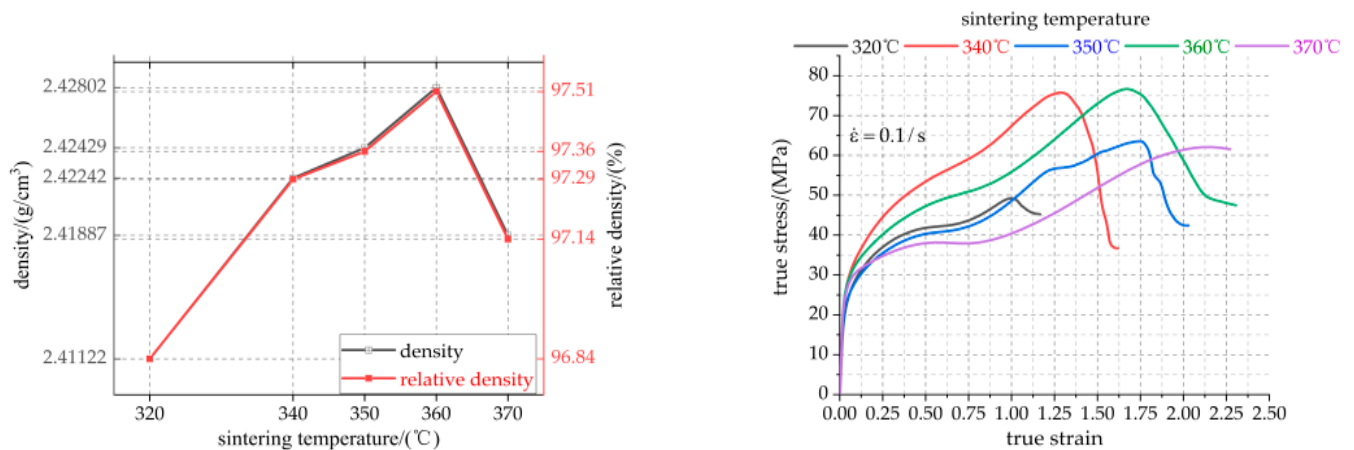 density/(g/cm³)
2.42802
2.42429
2.42242
2.41887
2.41122
97.51
97.36
97.29
97.14
96.84
relative density/(%)
density
relative density
320 340 350 360 370
sintering temperature/(℃)
sintering temperature
320℃ 340℃ 350℃ 360℃ 370℃
true stress/(MPa)
80
70
60
50
40
30
20
10
0
ε̇ = 0.1/s
0.00 0.25 0.50 0.75 1.00 1.25 1.50 1.75 2.00 2.25 2.50
true strain